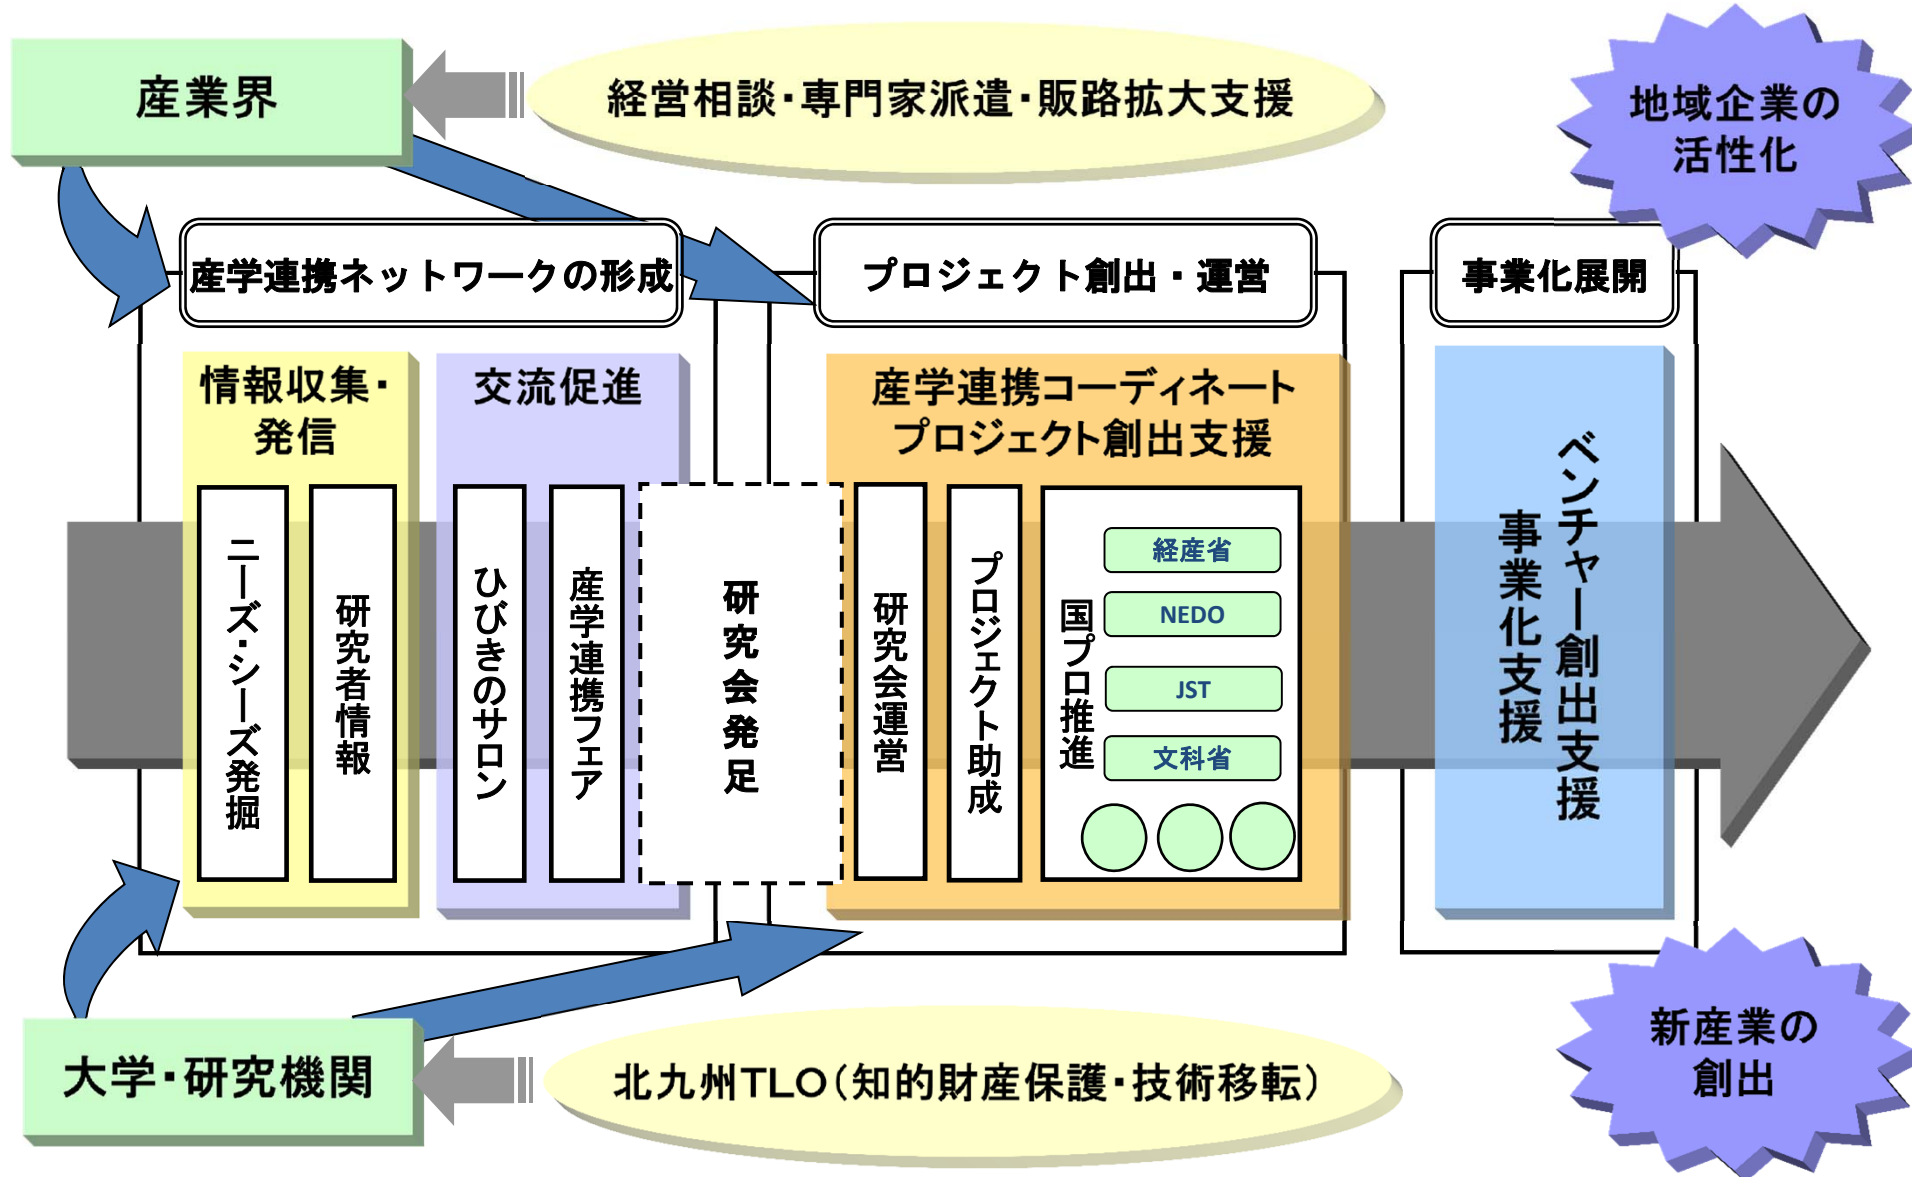 産業界
経営相談・専門家派遣・販路拡大支援
地域企業の
活性化
産学連携ネットワークの形成
プロジェクト創出・運営
事業化展開
情報収集・
発信
交流促進
産学連携コーディネート
プロジェクト創出支援
ニーズ・シーズ発掘
研究者情報
ひびきのサロン
産学連携フェア
研究会発足
研究会運営
プロジェクト助成
国プロ推進
経産省
NEDO
JST
文科省
ベンチャー創出支援
事業化支援
大学・研究機関
北九州TLO(知的財産保護・技術移転)
新産業の
創出